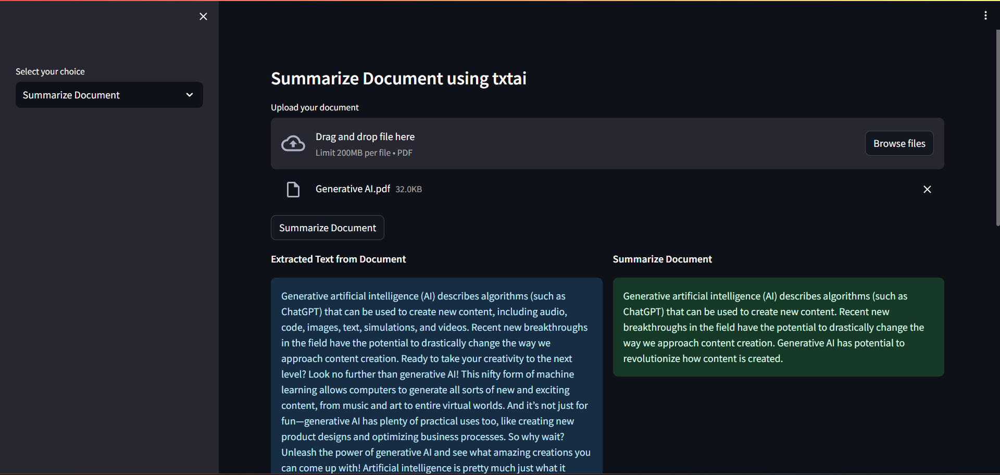 Select your choice
Summarize Document
Summarize Document using txtai
Upload your document
Drag and drop file here
Limit 200MB per file • PDF
Browse files
Generative AI.pdf 32.0KB
Summarize Document
Extracted Text from Document
Generative artificial intelligence (AI) describes algorithms (such as
ChatGPT) that can be used to create new content, including audio,
code, images, text, simulations, and videos. Recent new breakthroughs
in the field have the potential to drastically change the way we
approach content creation. Ready to take your creativity to the next
level? Look no further than generative AI! This nifty form of machine
learning allows computers to generate all sorts of new and exciting
content, from music and art to entire virtual worlds. And it’s not just for
fun—generative AI has plenty of practical uses too, like creating new
product designs and optimizing business processes. So why wait?
Unleash the power of generative AI and see what amazing creations you
can come up with! Artificial intelligence is pretty much just what it
Summarize Document
Generative artificial intelligence (AI) describes algorithms (such as
ChatGPT) that can be used to create new content. Recent new
breakthroughs in the field have the potential to drastically change the
way we approach content creation. Generative AI has potential to
revolutionize how content is created.